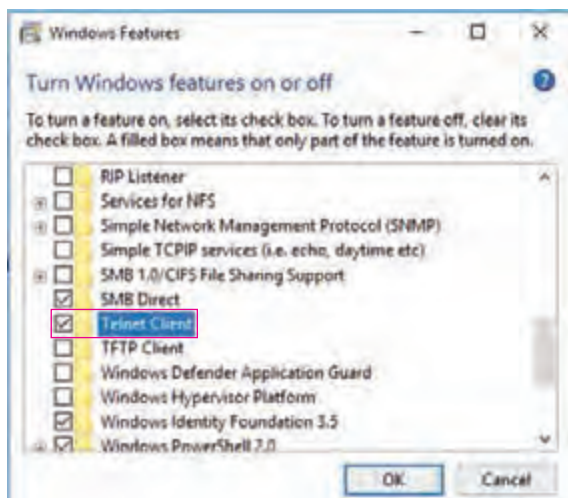 Windows Features
Turn Windows features on or off
To turn a feature on, select its check box. To turn a feature off, clear its
check box. A filled box means that only part of the feature is turned on.
RIP Listener
Services for NFS
Simple Network Management Protocol (SNMP)
Simple TCPIP services (i.e. echo, daytime etc)
SMB 1.0/CIFS File Sharing Support
SMB Direct
Telnet Client
TFTP Client
Windows Defender Application Guard
Windows Hypervisor Platform
Windows Identity Foundation 3.5
Windows PowerShell 2.0
OK Cancel